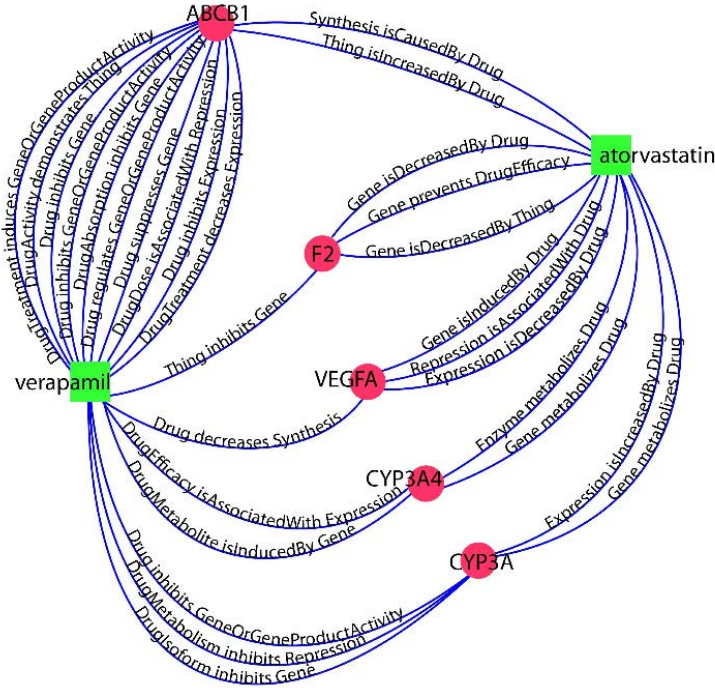 ABCB1
Synthesis isCausedBy Drug
Thing isIncreasedBy Drug
DrugTreatment induces GeneOrGeneProductActivity
DrugActivity demonstrates Thing
Drug inhibits Gene
Drug inhibits GeneOrGeneProductActivity
DrugAbsorption inhibits Gene
Drug regulates GeneOrGeneProductActivity
Drug suppresses Gene
DrugDose isAssociatedWith Repression
Drug inhibits Expression
DrugTreatment decreases Expression
atorvastatin
Gene isDecreasedBy Drug
Gene prevents DrugEfficacy
Gene isDecreasedBy Thing
F2
Thing inhibits Gene
Gene isInducedBy Drug
Repression isAssociatedWith Drug
Expression isDecreasedBy Drug
VEGFA
verapamil
Drug decreases Synthesis
Enzyme metabolizes Drug
Gene metabolizes Drug
CYP3A4
DrugEfficacy isAssociatedWith Expression
DrugMetabolite isInducedBy Gene
Expression isIncreasedBy Drug
Gene metabolizes Drug
CYP3A
Drug inhibits GeneOrGeneProductActivity
DrugMetabolism inhibits Repression
DrugIsoform inhibits Gene